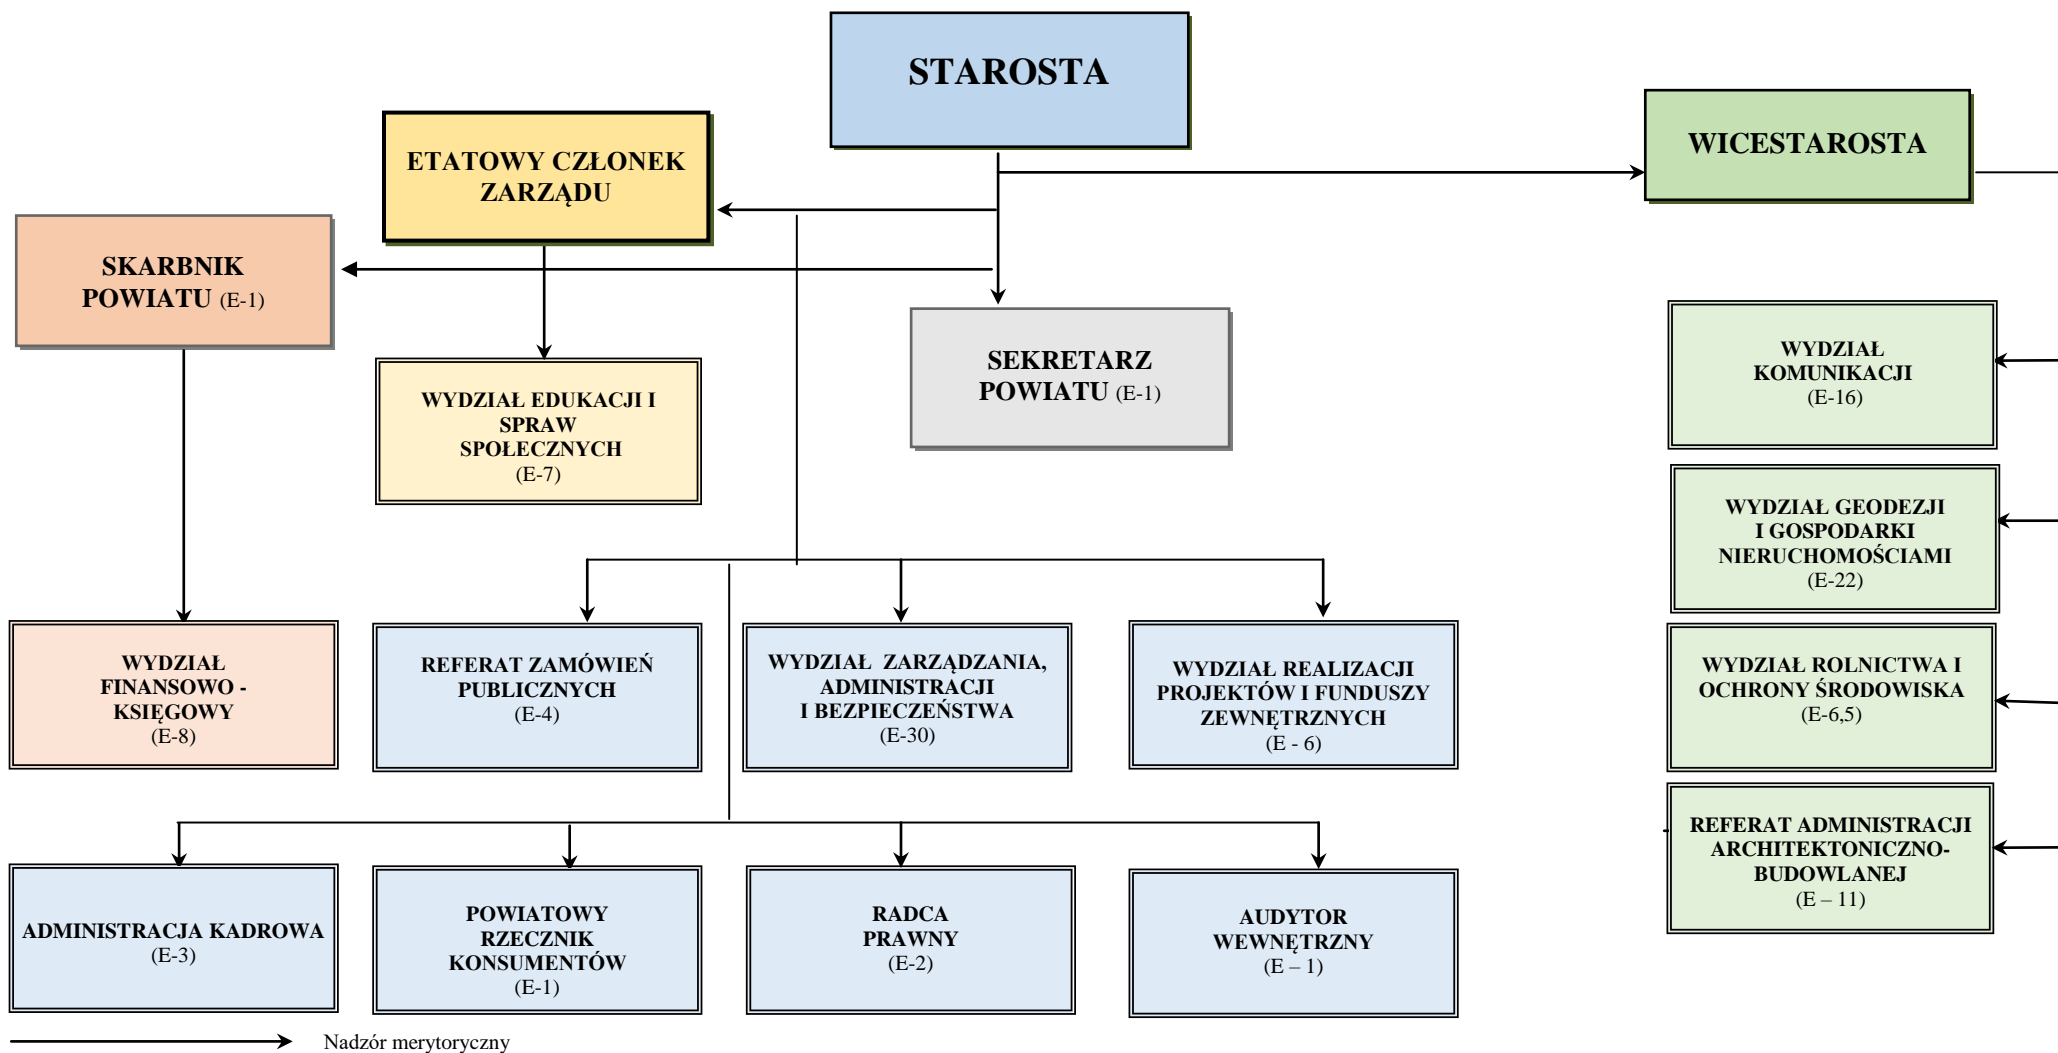 STAROSTA
WICESTAROSTA
ETATOWY CZŁONEK
ZARZĄDU
SKARBNIK
POWIATU (E-1)
SEKRETARZ
POWIATU (E-1)
WYDZIAŁ
KOMUNIKACJI
(E-16)
WYDZIAŁ EDUKACJI I
SPRAW
SPOŁECZNYCH
(E-7)
WYDZIAŁ GEODEZJI
I GOSPODARKI
NIERUCHOMOŚCIAMI
(E-22)
WYDZIAŁ
FINANSOWO -
KSIĘGOWY
(E-8)
REFERAT ZAMÓWIEŃ
PUBLICZNYCH
(E-4)
WYDZIAŁ ZARZĄDZANIA,
ADMINISTRACJI
I BEZPIECZEŃSTWA
(E-30)
WYDZIAŁ REALIZACJI
PROJEKTÓW I FUNDUSZY
ZEWNĘTRZNYCH
(E - 6)
WYDZIAŁ ROLNICTWA I
OCHRONY ŚRODOWISKA
(E-6,5)
REFERAT ADMINISTRACJI
ARCHITEKTONICZNO-
BUDOWLANEJ
(E – 11)
ADMINISTRACJA KADROWA
(E-3)
POWIATOWY
RZECZNIK
KONSUMENTÓW
(E-1)
RADCA
PRAWNY
(E-2)
AUDYTOR
WEWNĘTRZNY
(E – 1)
Nadzór merytoryczny